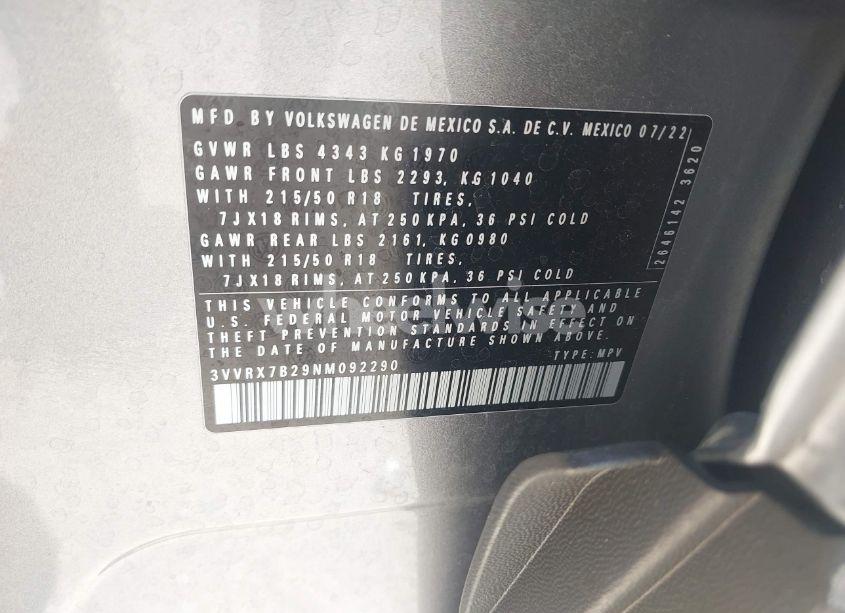 MFD BY VOLKSWAGEN DE MEXICO S.A. DE C.V. MEXICO 07/22
GVWR LBS 4343 KG 1970
GAWR FRONT LBS 2293, KG 1040
WITH 215/50 R18 TIRES,
7JX18 RIMS, AT 250 KPA, 36 PSI COLD
GAWR REAR LBS 2161, KG 0980
WITH 215/50 R18 TIRES,
7JX18 RIMS, AT 250 KPA, 36 PSI COLD
THIS VEHICLE CONFORMS TO ALL APPLICABLE
U.S. FEDERAL MOTOR VEHICLE SAFETY AND
THEFT PREVENTION STANDARDS IN EFFECT ON
THE DATE OF MANUFACTURE SHOWN ABOVE.
3VVRX7B29NM092290 TYPE: MPV
2646142 3620